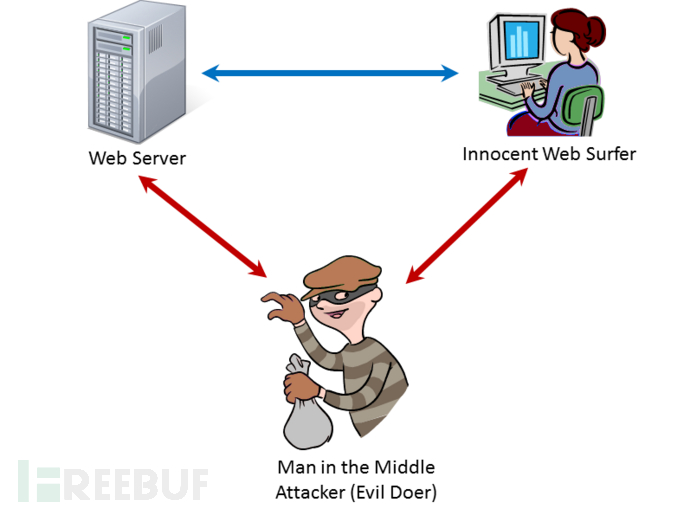 Web Server
Innocent Web Surfer
Man in the Middle
Attacker (Evil Doer)
FREEBUF